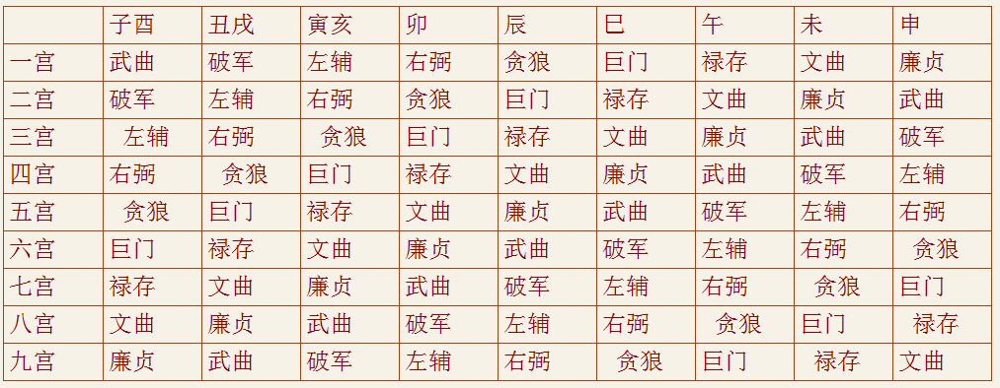 子酉 丑戌 寅亥 卯 辰 巳 午 未 申
一宫 武曲 破军 左辅 右弼 贪狼 巨门 禄存 文曲 廉贞
二宫 破军 左辅 右弼 贪狼 巨门 禄存 文曲 廉贞 武曲
三宫 左辅 右弼 贪狼 巨门 禄存 文曲 廉贞 武曲 破军
四宫 右弼 贪狼 巨门 禄存 文曲 廉贞 武曲 破军 左辅
五宫 贪狼 巨门 禄存 文曲 廉贞 武曲 破军 左辅 右弼
六宫 巨门 禄存 文曲 廉贞 武曲 破军 左辅 右弼 贪狼
七宫 禄存 文曲 廉贞 武曲 破军 左辅 右弼 贪狼 巨门
八宫 文曲 廉贞 武曲 破军 左辅 右弼 贪狼 巨门 禄存
九宫 廉贞 武曲 破军 左辅 右弼 贪狼 巨门 禄存 文曲